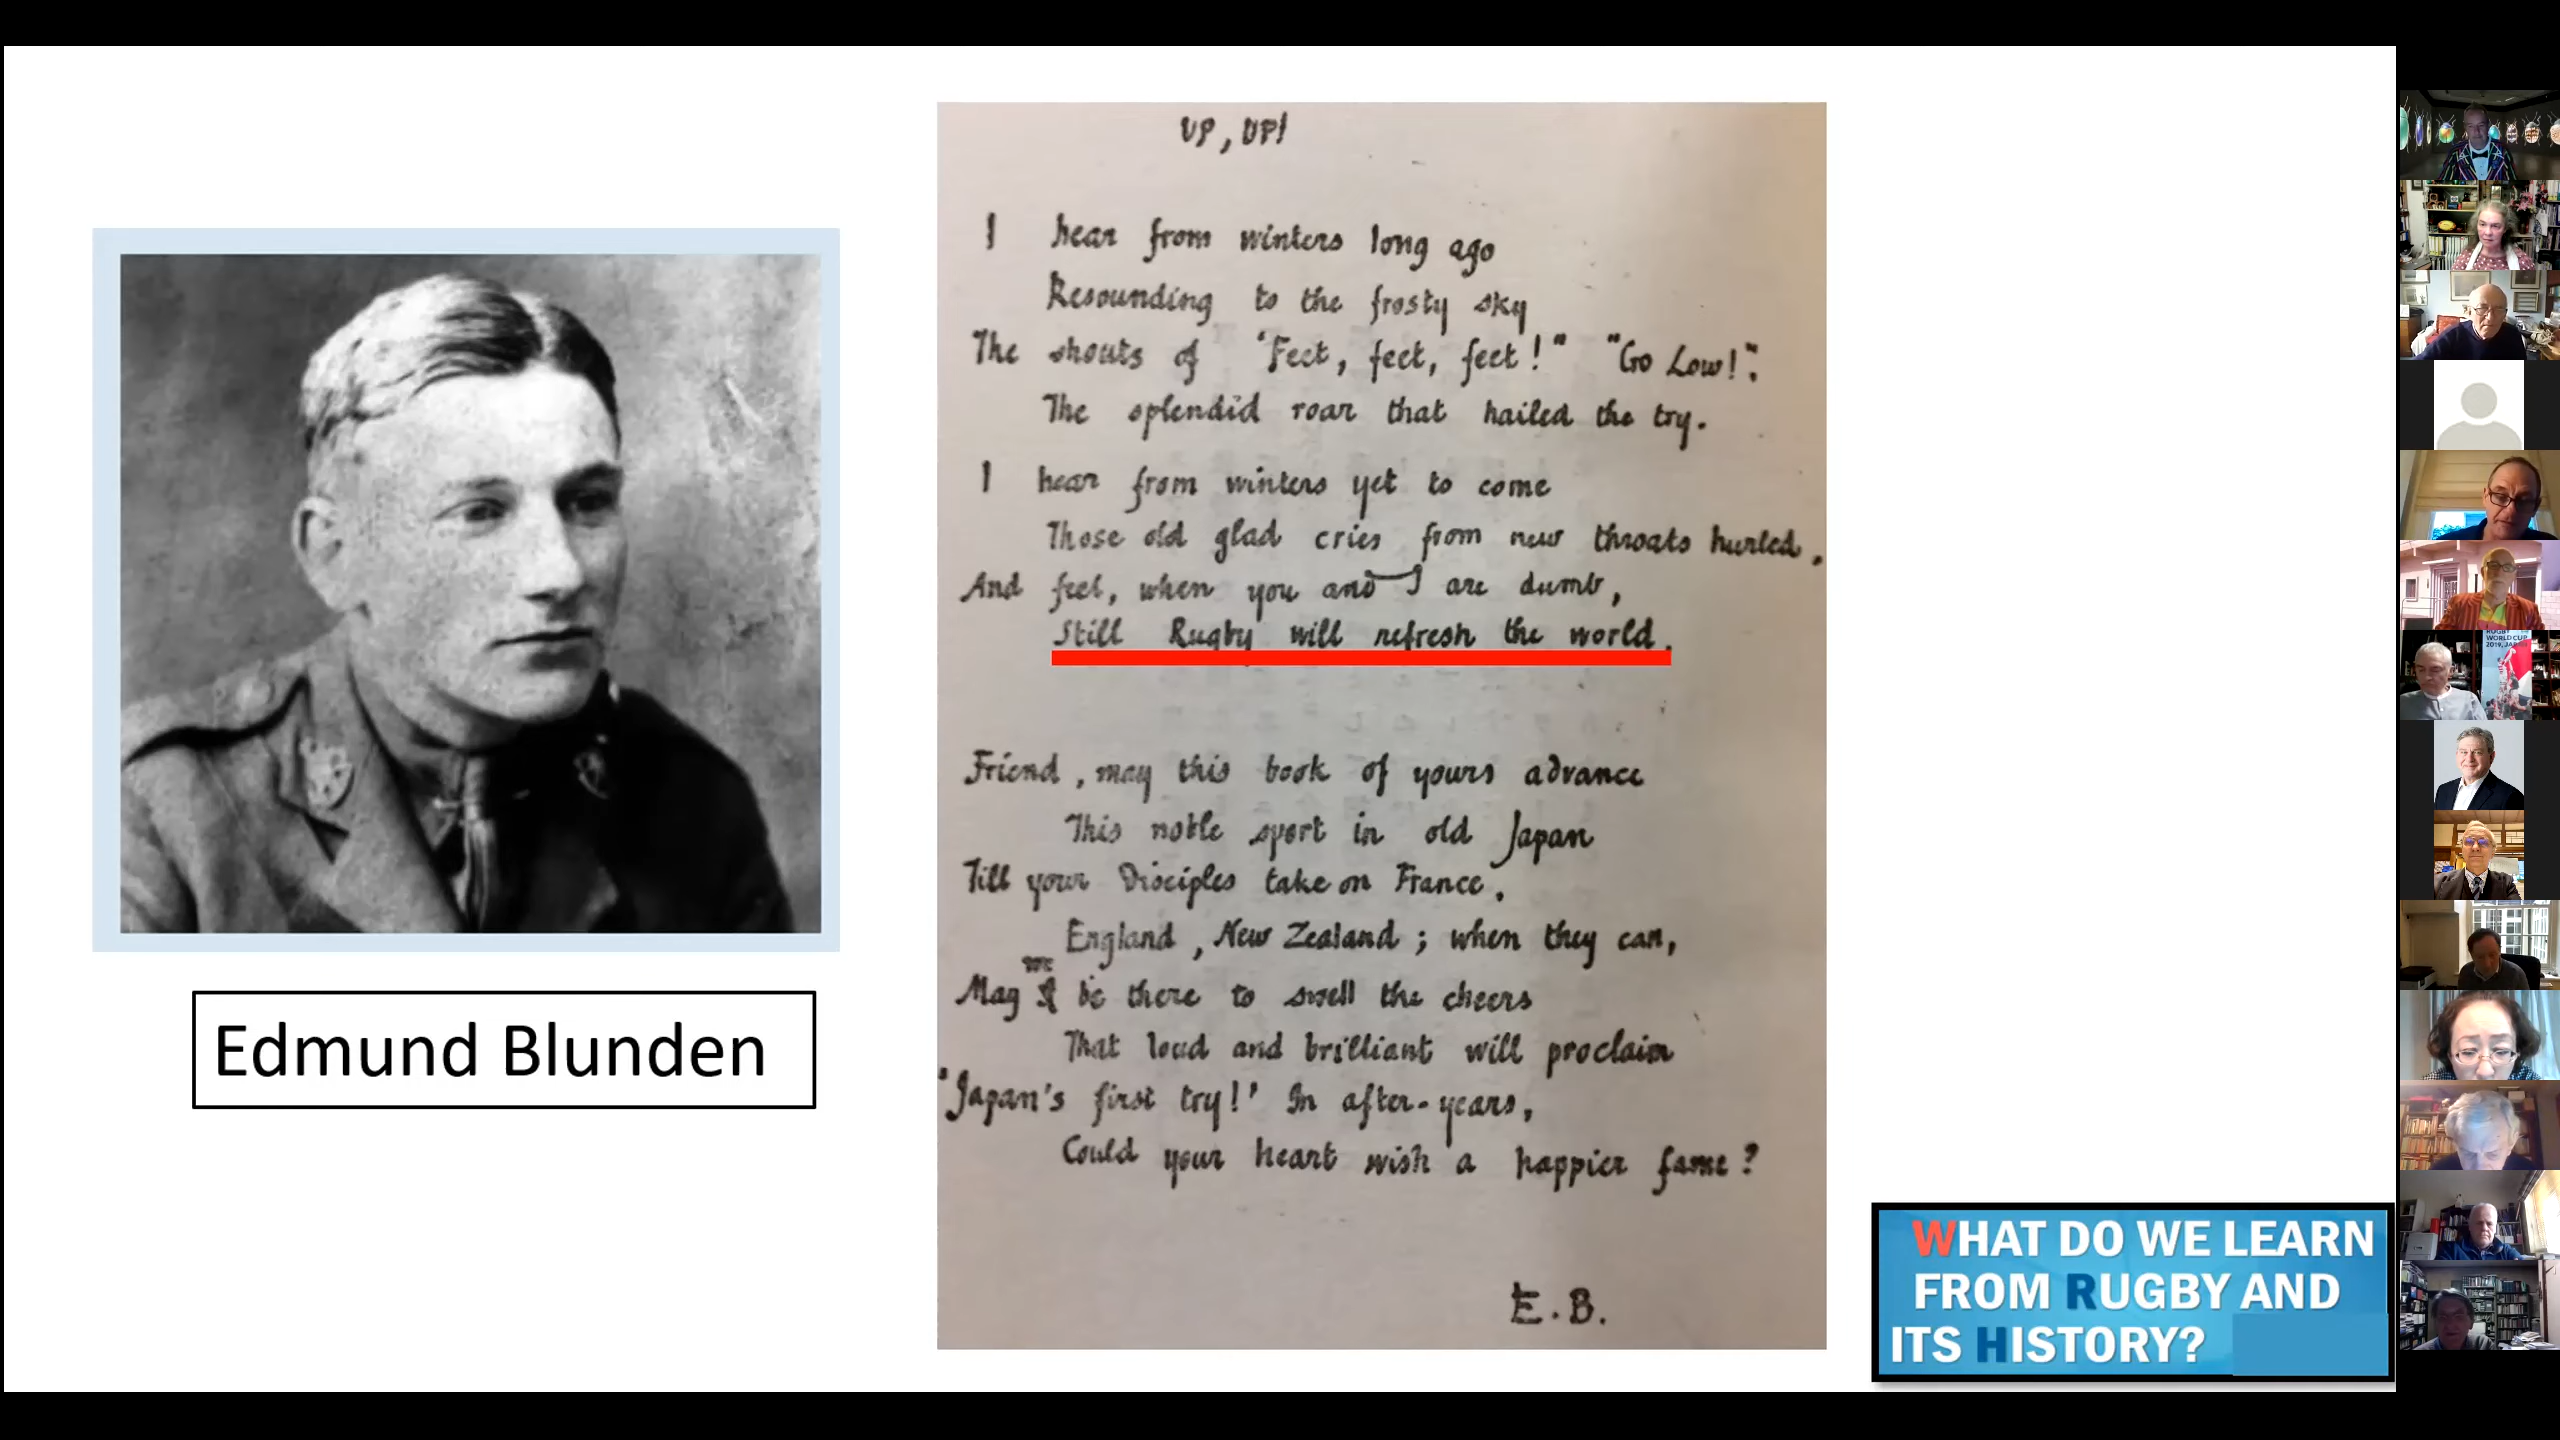 UP, UP!
I hear from winters long ago
Resounding to the frosty sky
The shouts of 'Feet, feet, feet!" "Go Low!":
The splendid roar that hailed the try.
I hear from winters yet to come
Those old glad cries from new throats hurled,
And feel, when you and I are dumb,
Still Rugby will refresh the world.
Friend, may this book of yours advance
This noble sport in old Japan
Till your Disciples take on France,
England, New Zealand; when they can,
we
May I be there to swell the cheers
That loud and brilliant will proclaim
'Japan's first try!' In after-years,
Could your heart wish a happier fame?
E.B.
Edmund Blunden
WHAT DO WE LEARN
FROM RUGBY AND
ITS HISTORY?
RUGBY
WORLD CUP
2019, JAPAN